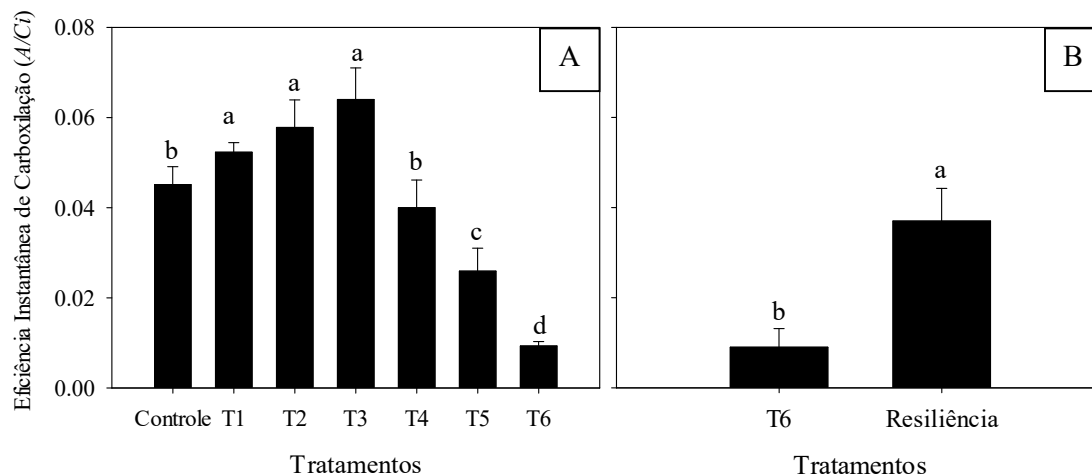 Eficiência Instantânea de Carboxilação (A/Ci)
0.08
0.06
0.04
0.02
0.00
A
b
a
a
a
b
c
d
Controle T1 T2 T3 T4 T5 T6
Tratamentos
B
b
a
T6 Resiliência
Tratamentos